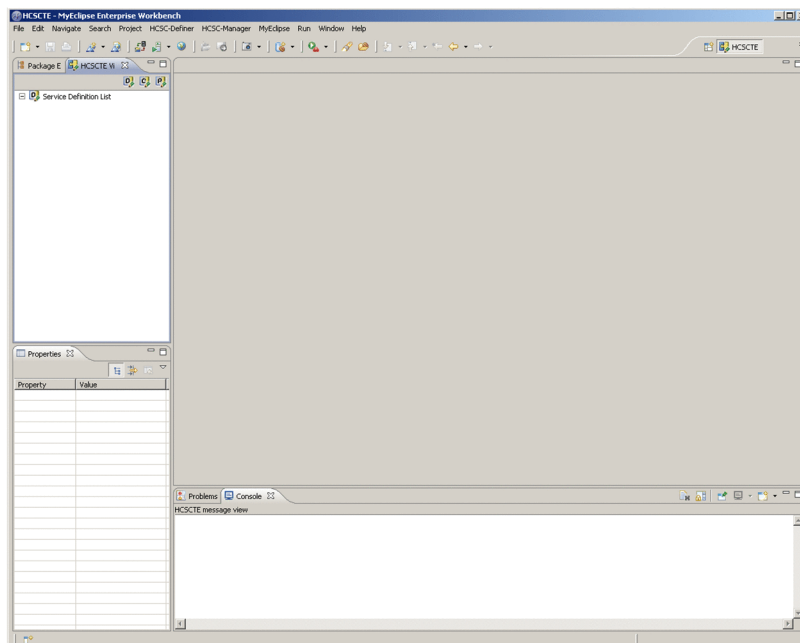 HCSCTE - MyEclipse Enterprise Workbench
File Edit Navigate Search Project HCSC-Definer HCSC-Manager MyEclipse Run Window Help
HCSCTE
Package E HCSCTE Vi
Service Definition List
Properties
Property Value
Problems Console
HCSCTE message view